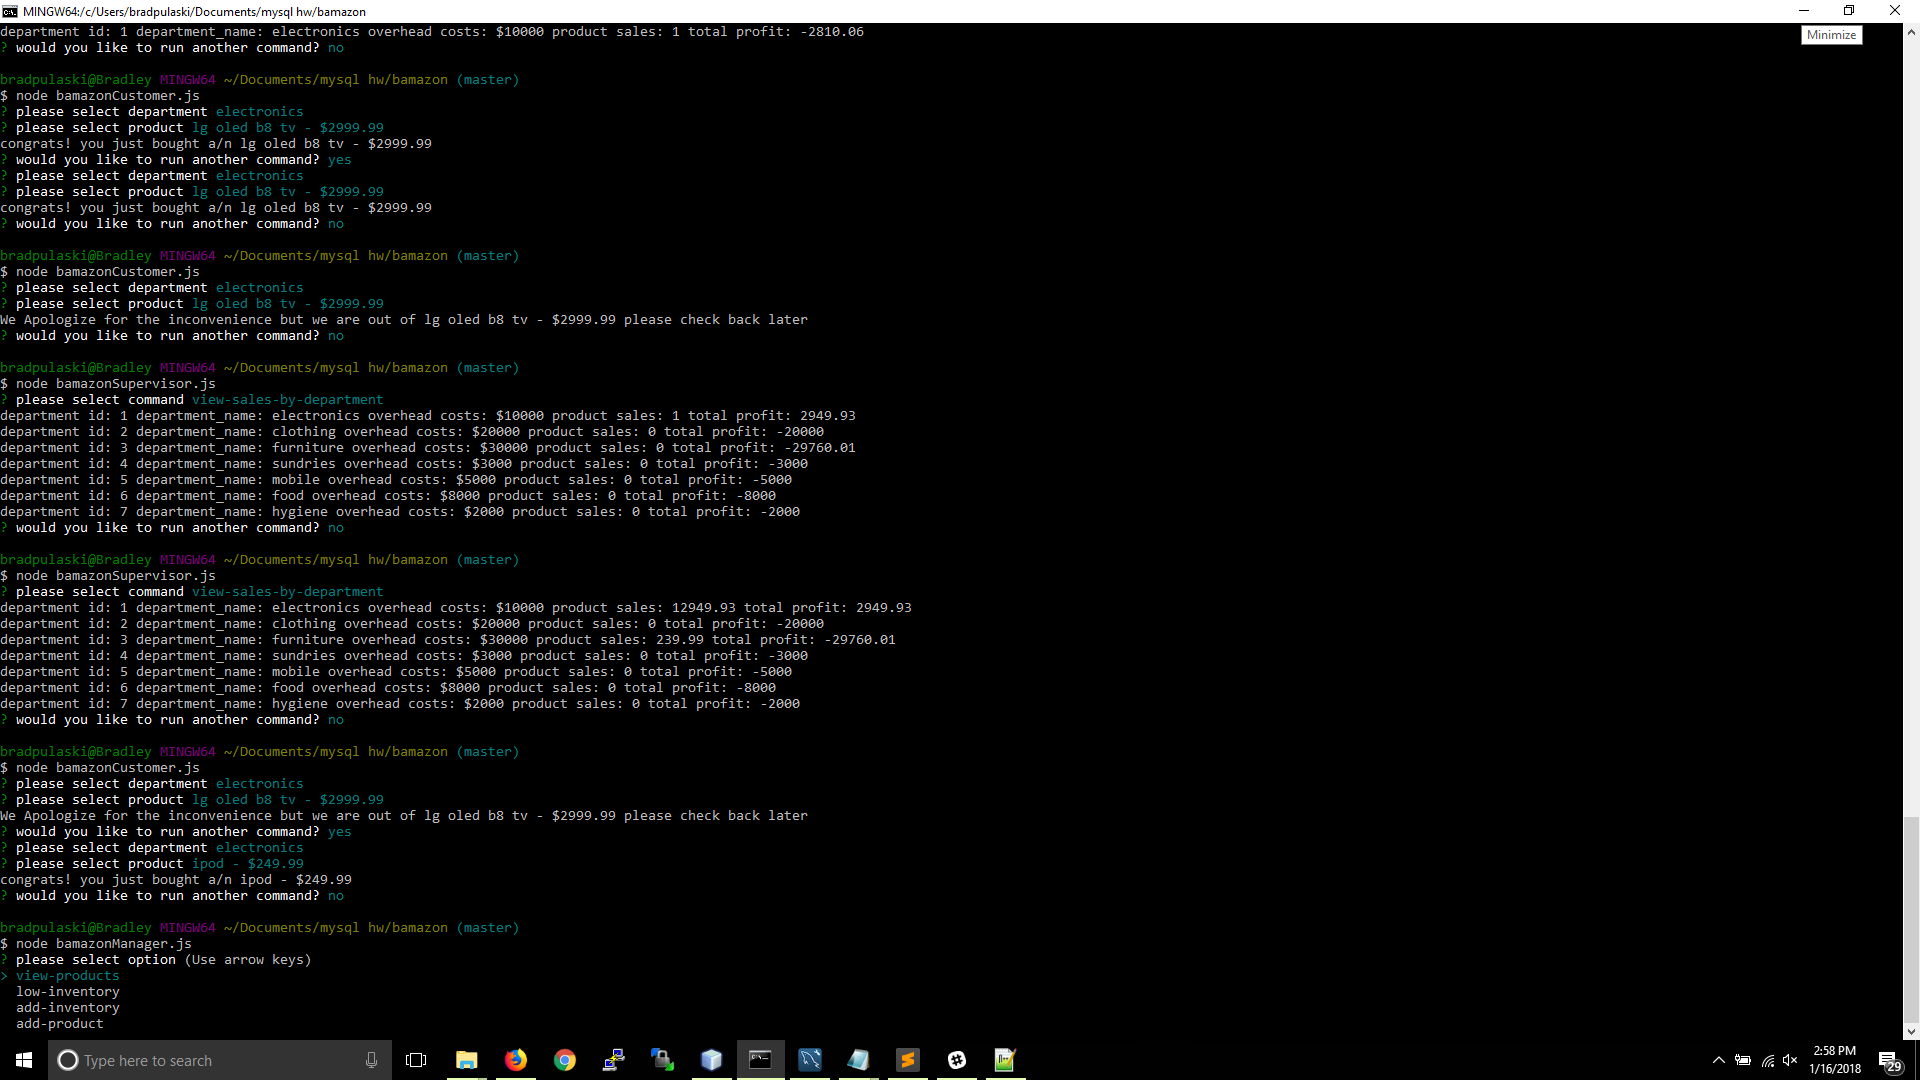 MINGW64:/c/Users/bradpulaski/Documents/mysql hw/bamazon
Minimize
department id: 1 department_name: electronics overhead costs: $10000 product sales: 1 total profit: -2810.06
? would you like to run another command? no
bradpulaski@Bradley MINGW64 ~/Documents/mysql hw/bamazon (master)
$ node bamazonCustomer.js
? please select department electronics
? please select product lg oled b8 tv - $2999.99
congrats! you just bought a/n lg oled b8 tv - $2999.99
? would you like to run another command? yes
? please select department electronics
? please select product lg oled b8 tv - $2999.99
congrats! you just bought a/n lg oled b8 tv - $2999.99
? would you like to run another command? no
bradpulaski@Bradley MINGW64 ~/Documents/mysql hw/bamazon (master)
$ node bamazonCustomer.js
? please select department electronics
? please select product lg oled b8 tv - $2999.99
We Apologize for the inconvenience but we are out of lg oled b8 tv - $2999.99 please check back later
? would you like to run another command? no
bradpulaski@Bradley MINGW64 ~/Documents/mysql hw/bamazon (master)
$ node bamazonSupervisor.js
? please select command view-sales-by-department
department id: 1 department_name: electronics overhead costs: $10000 product sales: 1 total profit: 2949.93
department id: 2 department_name: clothing overhead costs: $20000 product sales: 0 total profit: -20000
department id: 3 department_name: furniture overhead costs: $30000 product sales: 0 total profit: -29760.01
department id: 4 department_name: sundries overhead costs: $3000 product sales: 0 total profit: -3000
department id: 5 department_name: mobile overhead costs: $5000 product sales: 0 total profit: -5000
department id: 6 department_name: food overhead costs: $8000 product sales: 0 total profit: -8000
department id: 7 department_name: hygiene overhead costs: $2000 product sales: 0 total profit: -2000
? would you like to run another command? no
bradpulaski@Bradley MINGW64 ~/Documents/mysql hw/bamazon (master)
$ node bamazonSupervisor.js
? please select command view-sales-by-department
department id: 1 department_name: electronics overhead costs: $10000 product sales: 12949.93 total profit: 2949.93
department id: 2 department_name: clothing overhead costs: $20000 product sales: 0 total profit: -20000
department id: 3 department_name: furniture overhead costs: $30000 product sales: 239.99 total profit: -29760.01
department id: 4 department_name: sundries overhead costs: $3000 product sales: 0 total profit: -3000
department id: 5 department_name: mobile overhead costs: $5000 product sales: 0 total profit: -5000
department id: 6 department_name: food overhead costs: $8000 product sales: 0 total profit: -8000
department id: 7 department_name: hygiene overhead costs: $2000 product sales: 0 total profit: -2000
? would you like to run another command? no
bradpulaski@Bradley MINGW64 ~/Documents/mysql hw/bamazon (master)
$ node bamazonCustomer.js
? please select department electronics
? please select product lg oled b8 tv - $2999.99
We Apologize for the inconvenience but we are out of lg oled b8 tv - $2999.99 please check back later
? would you like to run another command? yes
? please select department electronics
? please select product ipod - $249.99
congrats! you just bought a/n ipod - $249.99
? would you like to run another command? no
bradpulaski@Bradley MINGW64 ~/Documents/mysql hw/bamazon (master)
$ node bamazonManager.js
? please select option (Use arrow keys)
> view-products
low-inventory
add-inventory
add-product
Type here to search
2:58 PM
1/16/2018
29